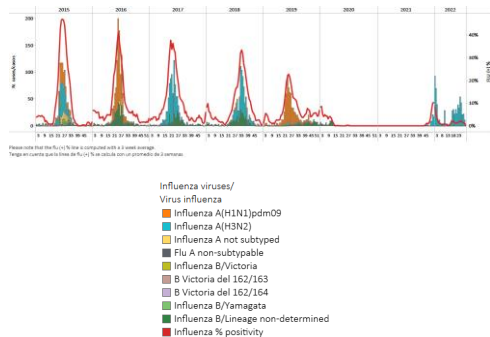 2015 2016 2017 2018 2019 2020 2021 2022
200
150
100
50
0
40%
30%
20%
10%
0%
Please note that the flu (+) % line is computed with a 3 week average.
Tenga en cuenta que la línea de flu (+) % se calcula con un promedio de 3 semanas.
Influenza viruses/
Virus influenza
Influenza A(H1N1)pdm09
Influenza A(H3N2)
Influenza A not subtyped
Flu A non-subtypable
Influenza B/Victoria
B Victoria del 162/163
B Victoria del 162/164
Influenza B/Yamagata
Influenza B/Lineage non-determined
Influenza % positivity